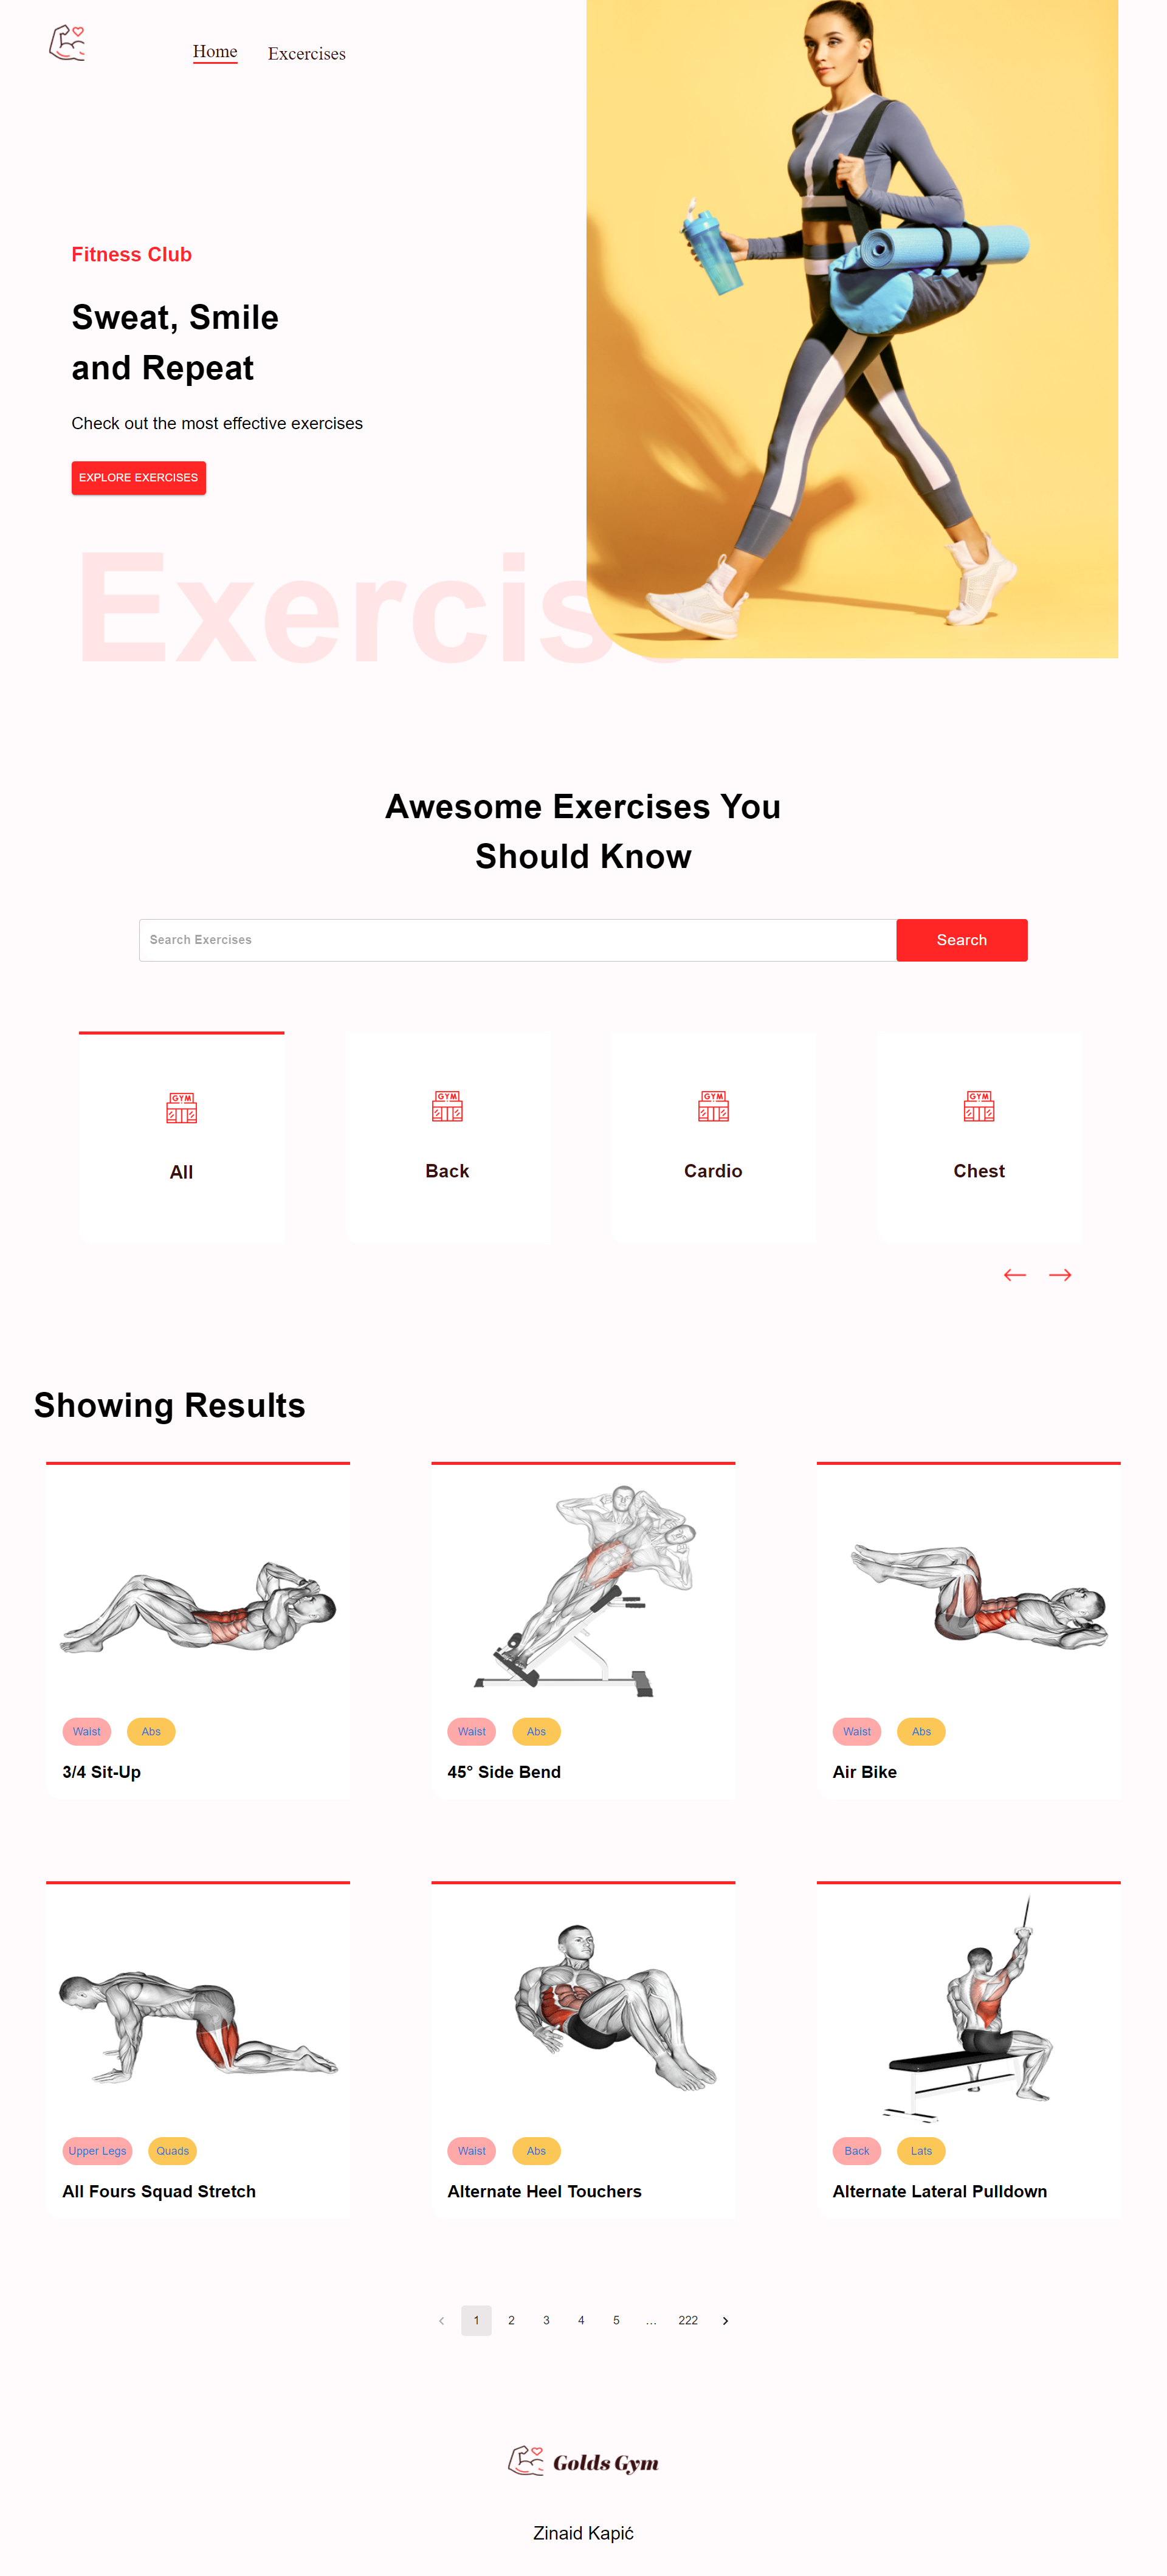 Home
Excercises
Fitness Club
Sweat, Smile
and Repeat
Check out the most effective exercises
EXPLORE EXERCISES
Exercise
Awesome Exercises You
Should Know
Search Exercises
Search
GYM
GYM
GYM
GYM
All
Back
Cardio
Chest
Showing Results
Waist
Abs
3/4 Sit-Up
Waist
Abs
45° Side Bend
Waist
Abs
Air Bike
Upper Legs
Quads
All Fours Squad Stretch
Waist
Abs
Alternate Heel Touchers
Back
Lats
Alternate Lateral Pulldown
1 2 3 4 5 … 222
Golds Gym
Zinaid Kapić